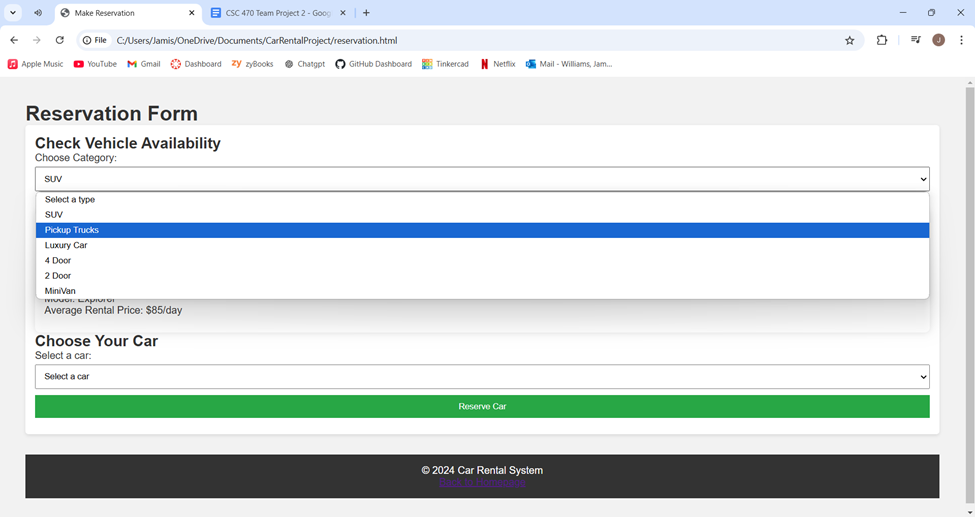 Make Reservation
CSC 470 Team Project 2 - Goog
File
C:/Users/Jamis/OneDrive/Documents/CarRentalProject/reservation.html
J
Apple Music
YouTube
Gmail
Dashboard
zy zyBooks
Chatgpt
GitHub Dashboard
Tinkercad
N Netflix
Mail - Williams, Jam...
Reservation Form
Check Vehicle Availability
Choose Category:
SUV
Select a type
SUV
Pickup Trucks
Luxury Car
4 Door
2 Door
MiniVan
Model: Explorer
Average Rental Price: $85/day
Choose Your Car
Select a car:
Select a car
Reserve Car
© 2024 Car Rental System